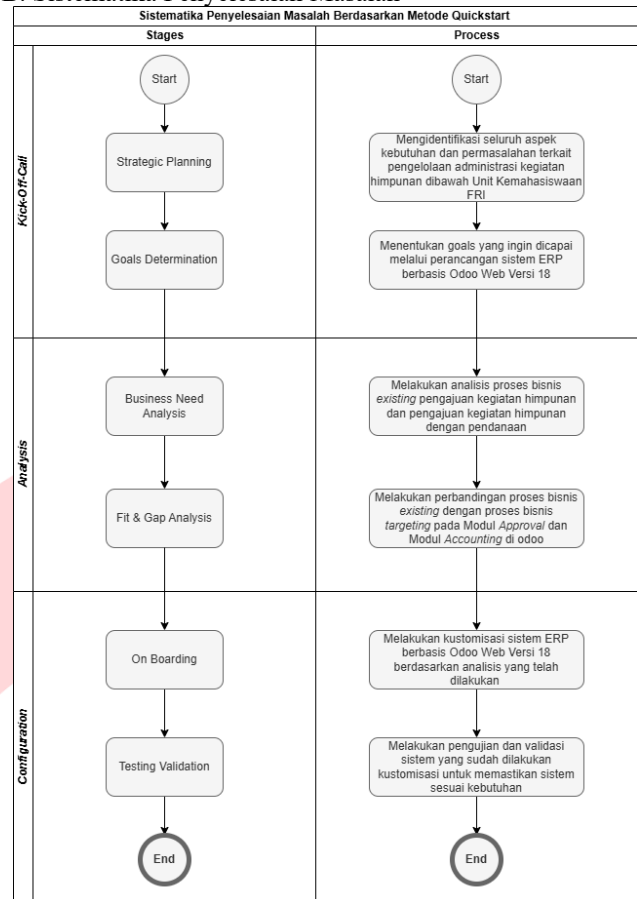 B. Sistematika Penyelesaian Masalah
Sistematika Penyelesaian Masalah Berdasarkan Metode Quickstart
Stages
Process
Kick-Off-Call
Start
Start
Strategic Planning
Mengidentifikasi seluruh aspek
kebutuhan dan permasalahan terkait
pengelolaan administrasi kegiatan
himpunan dibawah Unit Kemahasiswaan
FRI
Goals Determination
Menentukan goals yang ingin dicapai
melalui perancangan sistem ERP
berbasis Odoo Web Versi 18
Analysis
Business Need
Analysis
Melakukan analisis proses bisnis
existing pengajuan kegiatan himpunan
dan pengajuan kegiatan himpunan
dengan pendanaan
Fit & Gap Analysis
Melakukan perbandingan proses bisnis
existing dengan proses bisnis
targeting pada Modul Approval dan
Modul Accounting di odoo
Configuration
On Boarding
Melakukan kustomisasi sistem ERP
berbasis Odoo Web Versi 18
berdasarkan analisis yang telah
dilakukan
Testing Validation
Melakukan pengujian dan validasi
sistem yang sudah dilakukan
kustomisasi untuk memastikan sistem
sesuai kebutuhan
End
End